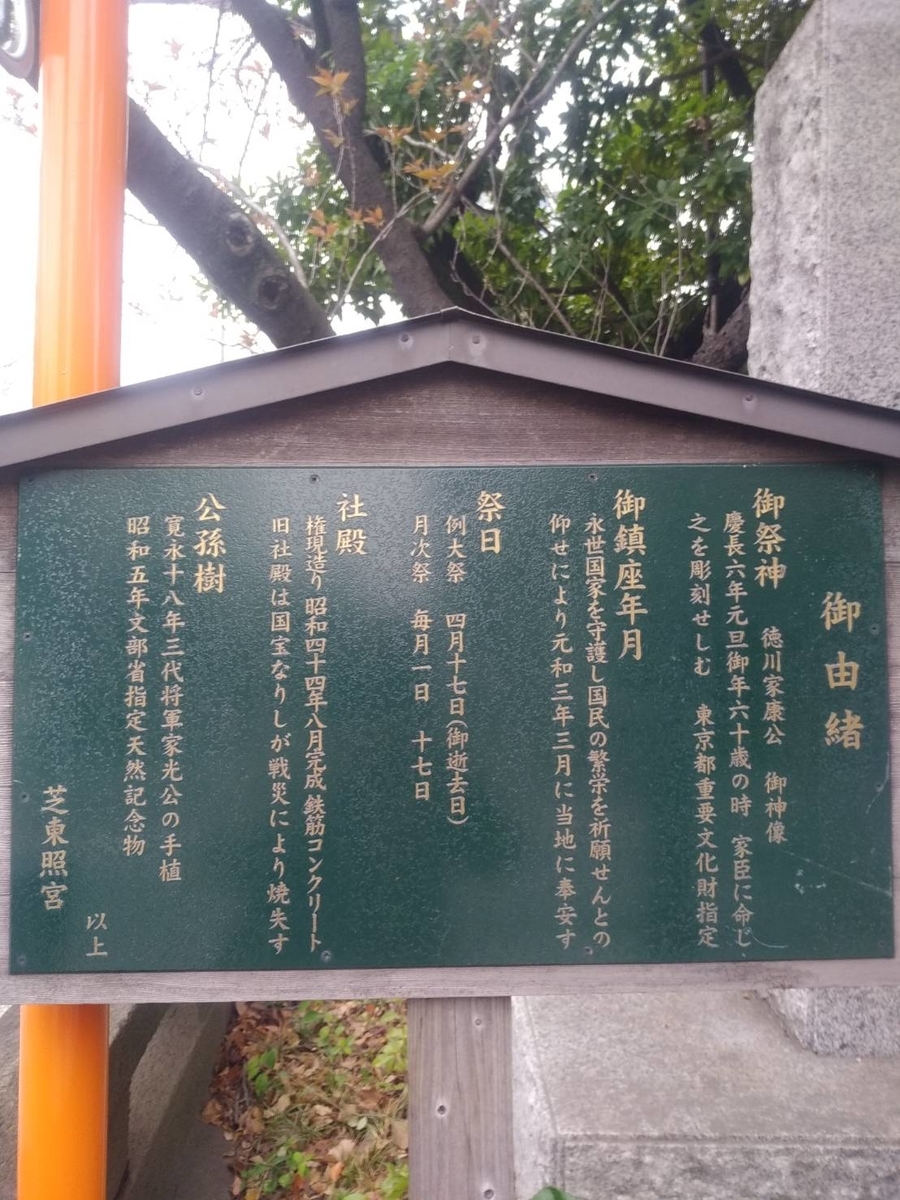 御由緒
御祭神　徳川家康公　御神像
慶長六年元旦御年六十歳の時　家臣に命じ
之を彫刻せしむ　東京都重要文化財指定
御鎮座年月
永世国家を守護し国民の繁栄を祈願せんとの
仰せにより元和三年三月に当地に奉安す
祭日
例大祭　四月十七日(御逝去日)
月次祭　毎月一日　十七日
社殿
権現造り 昭和四十四年八月完成 鉄筋コンクリート
旧社殿は国宝なりしが戦災により焼失す
公孫樹
寛永十八年三代将軍家光公の手植
昭和五年文部省指定天然記念物
以上
芝東照宮